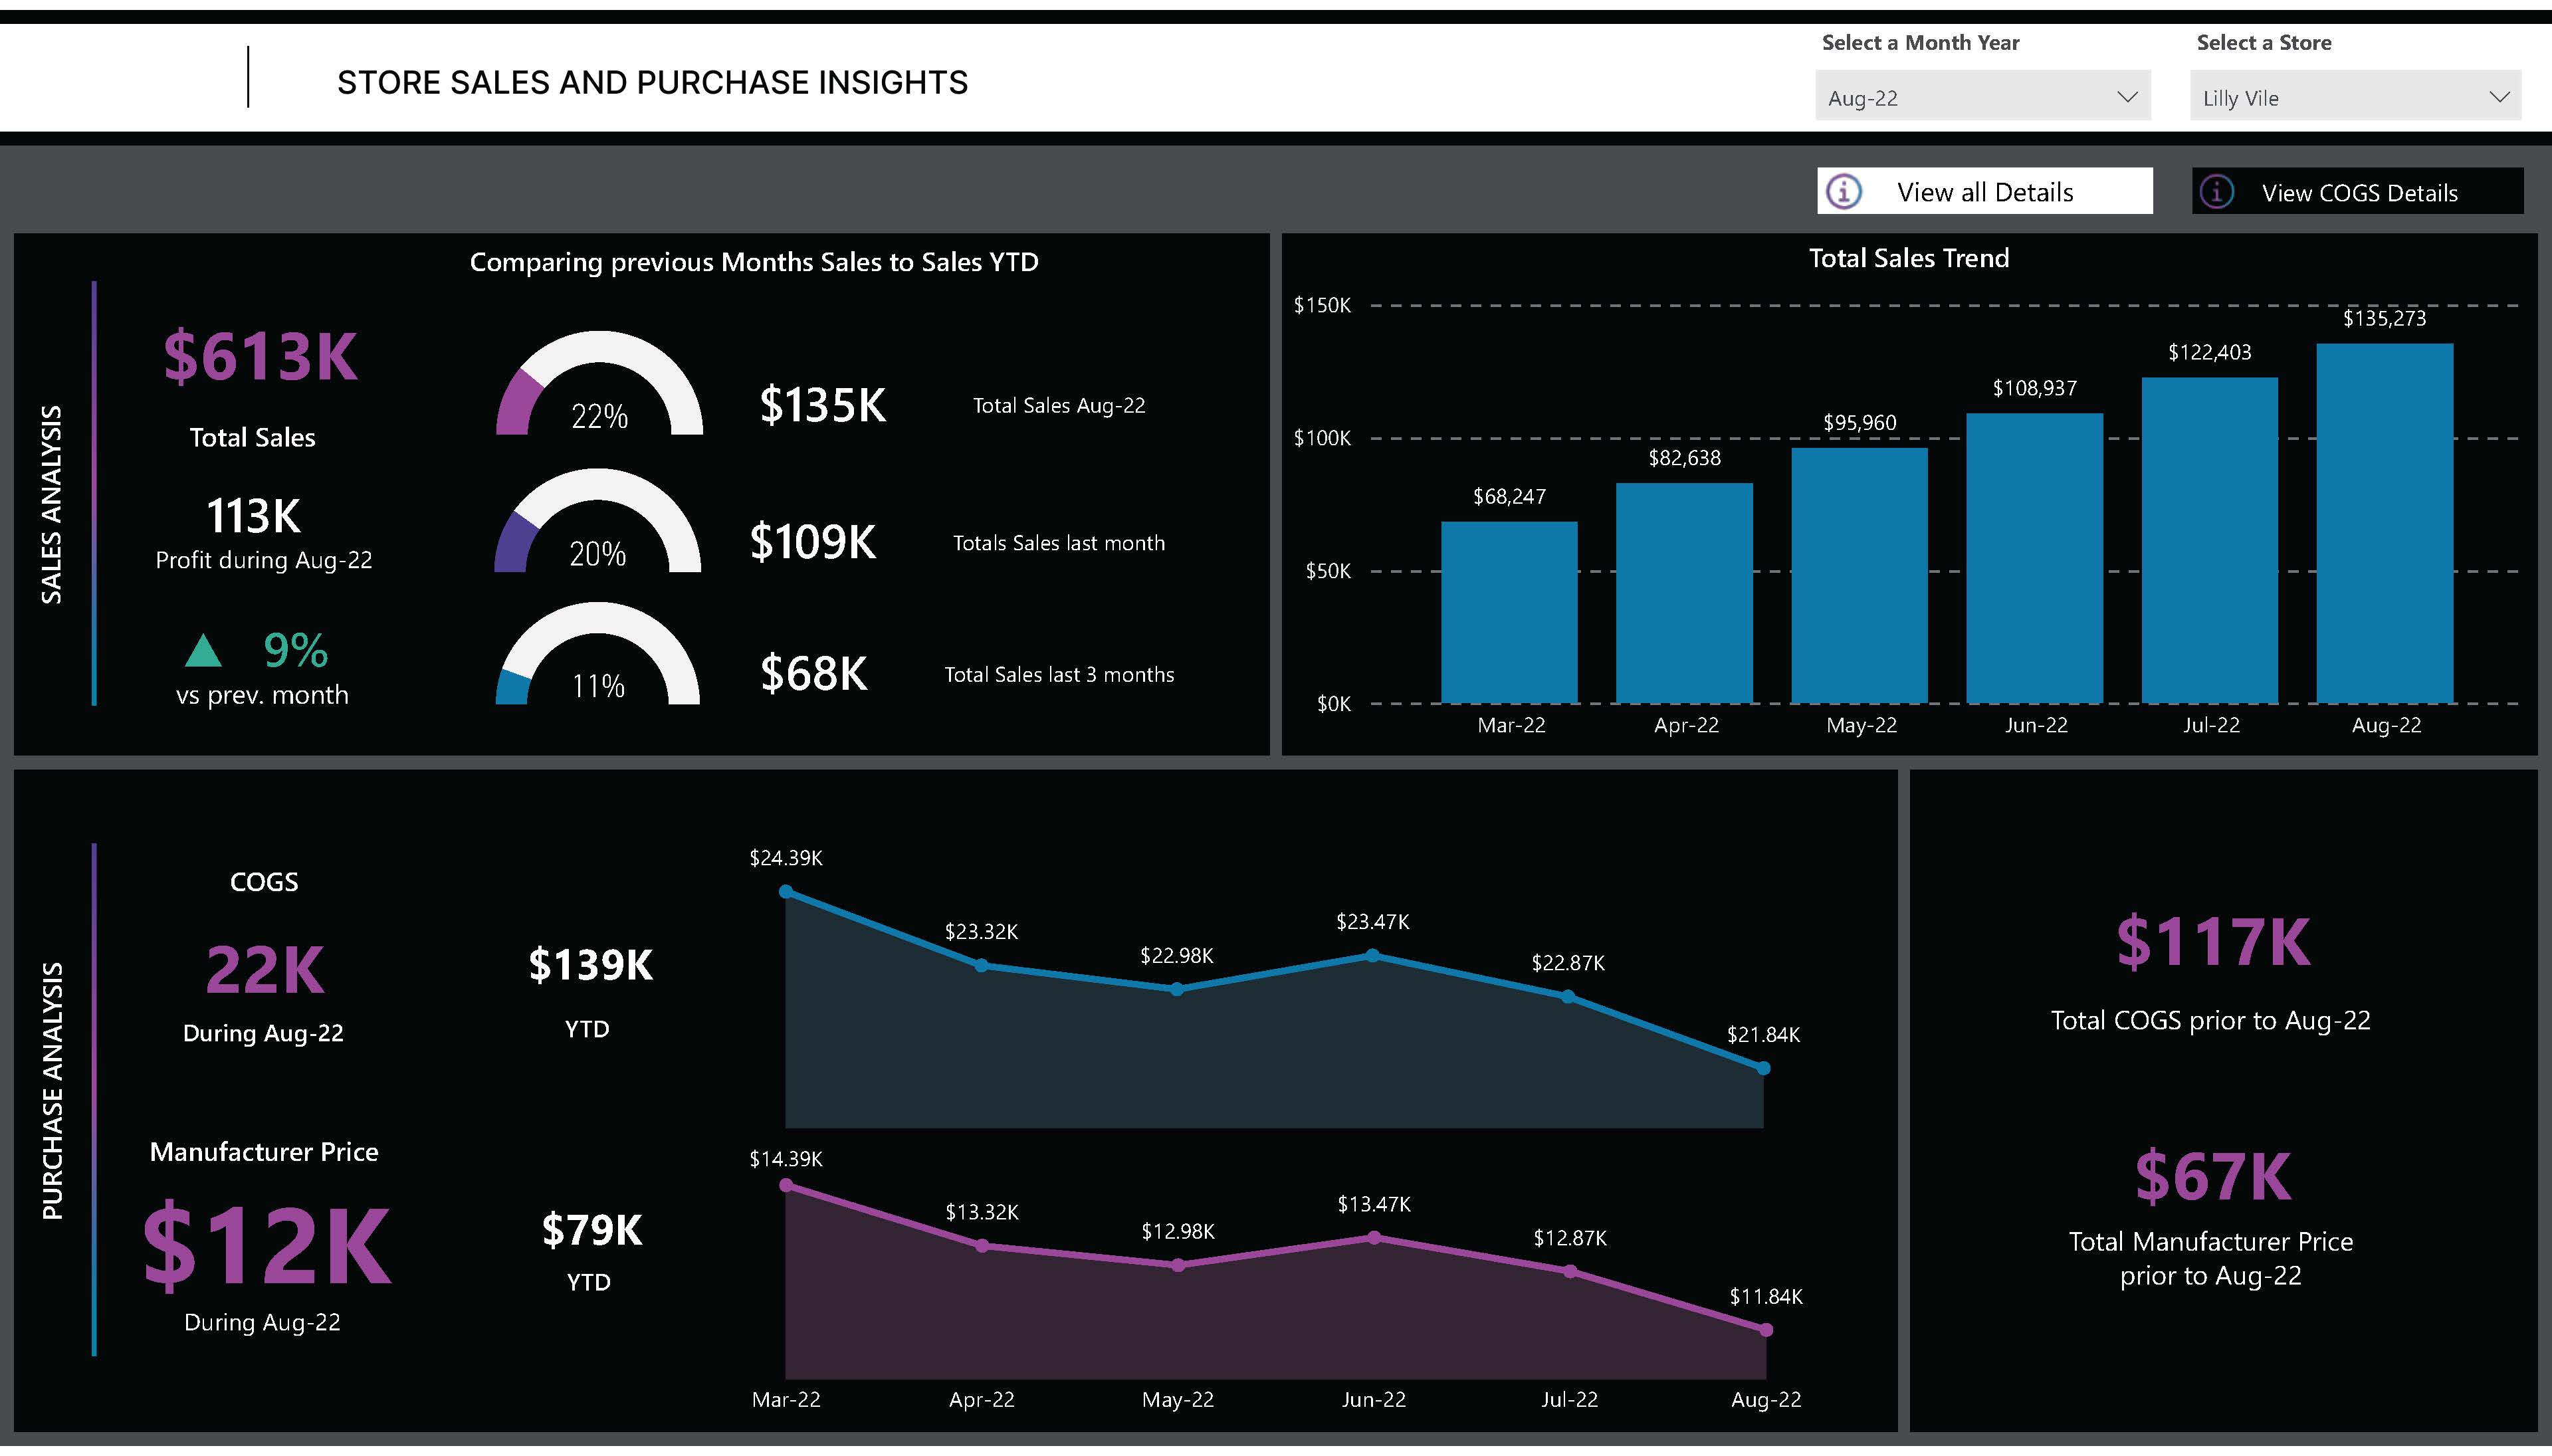 STORE SALES AND PURCHASE INSIGHTS
Select a Month Year
Aug-22
Select a Store
Lilly Vile
View all Details
View COGS Details
SALES ANALYSIS
Comparing previous Months Sales to Sales YTD
$613K
Total Sales
113K
Profit during Aug-22
9%
vs prev. month
22%
$135K
Total Sales Aug-22
20%
$109K
Totals Sales last month
11%
$68K
Total Sales last 3 months
Total Sales Trend
$150K
$100K
$50K
$0K
$68,247
$82,638
$95,960
$108,937
$122,403
$135,273
Mar-22
Apr-22
May-22
Jun-22
Jul-22
Aug-22
PURCHASE ANALYSIS
COGS
22K
During Aug-22
$139K
YTD
Manufacturer Price
$12K
During Aug-22
$79K
YTD
$24.39K
$23.32K
$22.98K
$23.47K
$22.87K
$21.84K
$14.39K
$13.32K
$12.98K
$13.47K
$12.87K
$11.84K
Mar-22
Apr-22
May-22
Jun-22
Jul-22
Aug-22
$117K
Total COGS prior to Aug-22
$67K
Total Manufacturer Price
prior to Aug-22